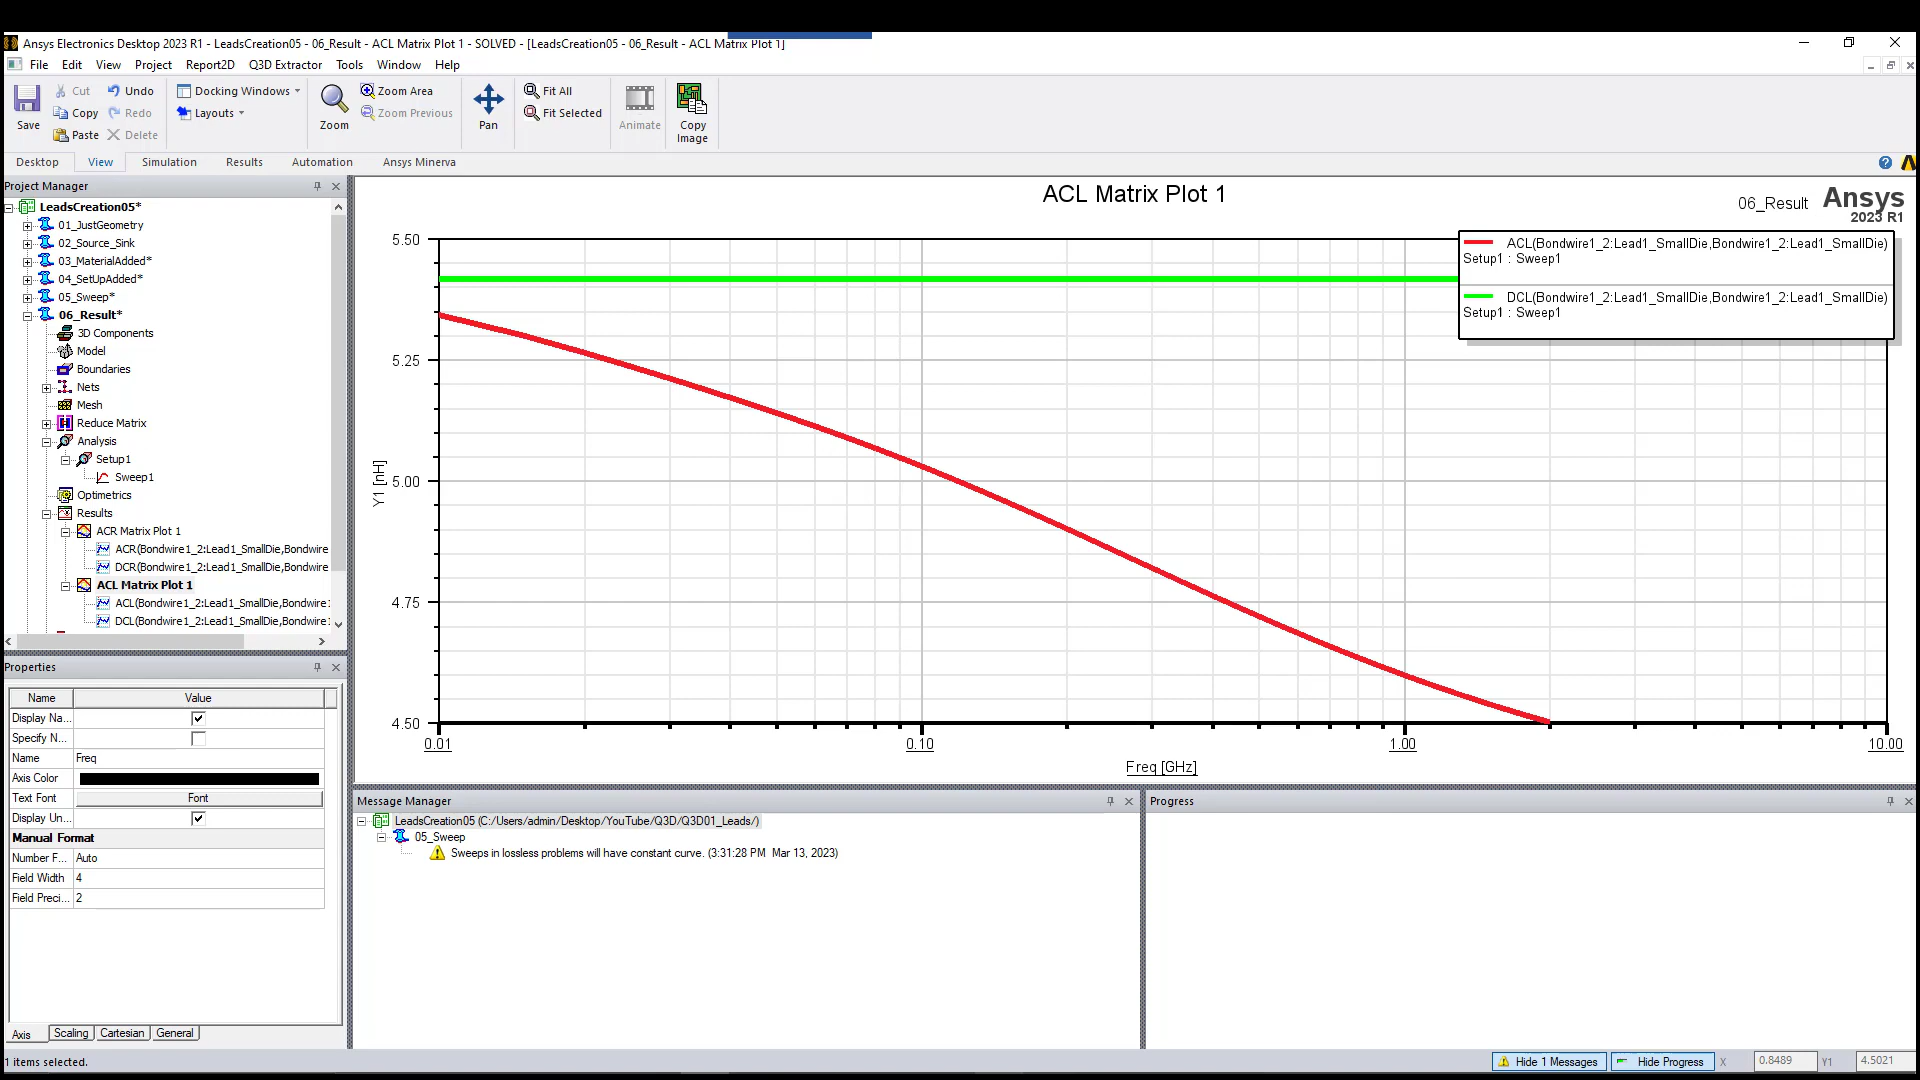 Ansys Electronics Desktop 2023 R1 - LeadsCreation05 - 06_Result - ACL Matrix Plot 1 - SOLVED - [LeadsCreation05 - 06_Result - ACL Matrix Plot 1]
File Edit View Project Report2D Q3D Extractor Tools Window Help
Save
Cut
Copy
Paste
Undo
Redo
Delete
Docking Windows
Layouts
Zoom
Zoom Area
Zoom Previous
Pan
Fit All
Fit Selected
Animate
Copy
Image
Desktop View Simulation Results Automation Ansys Minerva
Project Manager
LeadsCreation05*
01_JustGeometry
02_Source_Sink
03_MaterialAdded*
04_SetUpAdded*
05_Sweep*
06_Result*
3D Components
Model
Boundaries
Nets
Mesh
Reduce Matrix
Analysis
Setup1
Sweep1
Optimetrics
Results
ACR Matrix Plot 1
ACR(Bondwire1_2:Lead1_SmallDie,Bondwire
DCR(Bondwire1_2:Lead1_SmallDie,Bondwire
ACL Matrix Plot 1
ACL(Bondwire1_2:Lead1_SmallDie,Bondwire1
DCL(Bondwire1_2:Lead1_SmallDie,Bondwire1
Properties
Name Value
Display Na...
Specify N...
Name Freq
Axis Color
Text Font Font
Display Un...
Manual Format
Number F... Auto
Field Width 4
Field Preci... 2
Axis Scaling Cartesian General
ACL Matrix Plot 1
06_Result Ansys
2023 R1
ACL(Bondwire1_2:Lead1_SmallDie,Bondwire1_2:Lead1_SmallDie)
Setup1 : Sweep1
DCL(Bondwire1_2:Lead1_SmallDie,Bondwire1_2:Lead1_SmallDie)
Setup1 : Sweep1
5.50
5.25
5.00
4.75
4.50
Y1 [nH]
0.01 0.10 1.00 10.00
Freq [GHz]
Message Manager
LeadsCreation05 (C:/Users/admin/Desktop/YouTube/Q3D/Q3D01_Leads/)
05_Sweep
Sweeps in lossless problems will have constant curve. (3:31:28 PM Mar 13, 2023)
Progress
1 items selected.
Hide 1 Messages Hide Progress X 0.8489 Y1 4.5021